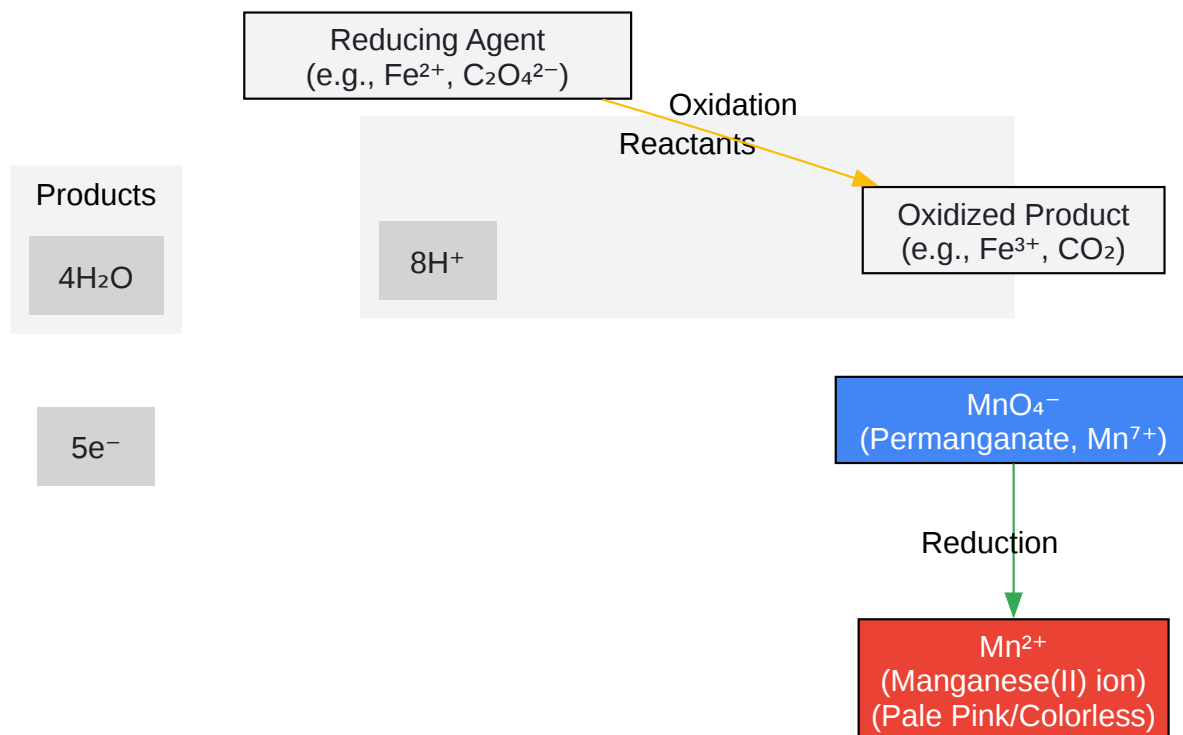 Reducing Agent
(e.g., Fe²⁺, C₂O₄²⁻)
Oxidation
Reactants
Products
Oxidized Product
(e.g., Fe³⁺, CO₂)
8H⁺
4H₂O
MnO₄⁻
(Permanganate, Mn⁷⁺)
5e⁻
Reduction
Mn²⁺
(Manganese(II) ion)
(Pale Pink/Colorless)